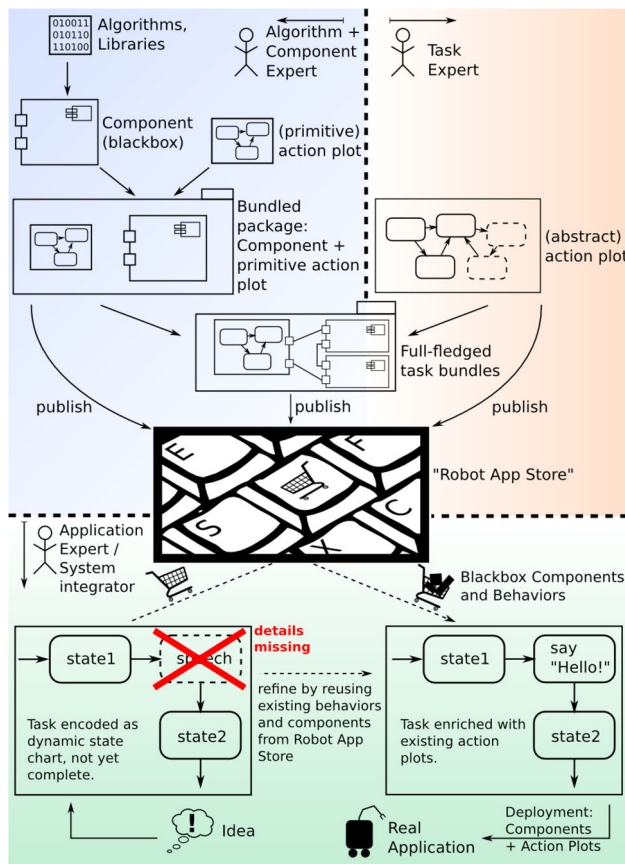 010011
010110
110100
Algorithms,
Libraries
Algorithm +
Component
Expert
Task
Expert
Component
(blackbox)
(primitive)
action plot
Bundled
package:
Component +
primitive action
plot
(abstract)
action plot
Full-fledged
task bundles
publish
publish
publish
E
F
S
X
C
"Robot App Store"
Application
Expert /
System
integrator
Blackbox Components
and Behaviors
details
missing
state1
speech
state2
Task encoded as
dynamic state
chart, not yet
complete.
refine by reusing
existing behaviors
and components
from Robot App
Store
state1
say
"Hello!"
state2
Task enriched with
existing action
plots.
!
Idea
Real
Application
Deployment:
Components
+ Action Plots